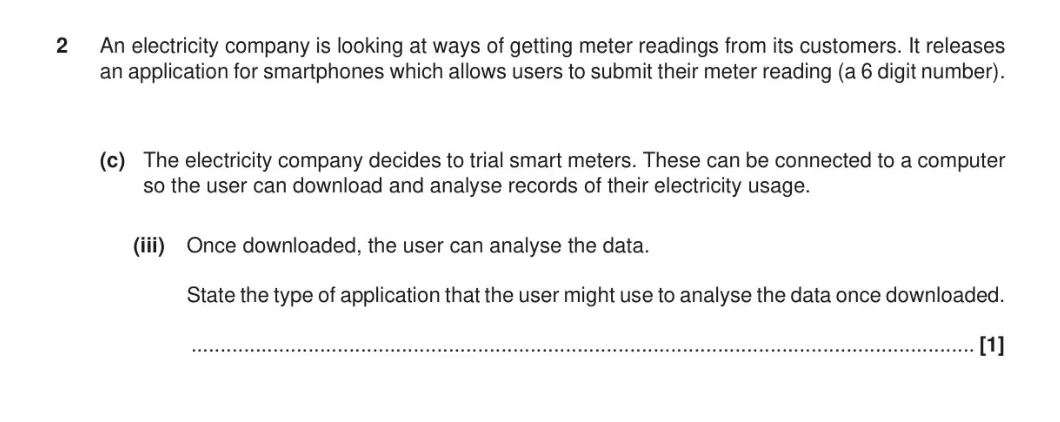 2 An electricity company is looking at ways of getting meter readings from its customers. It releases
an application for smartphones which allows users to submit their meter reading (a 6 digit number).
(c) The electricity company decides to trial smart meters. These can be connected to a computer
so the user can download and analyse records of their electricity usage.
(iii) Once downloaded, the user can analyse the data.
State the type of application that the user might use to analyse the data once downloaded.
.......................................................................................................................................... [1]